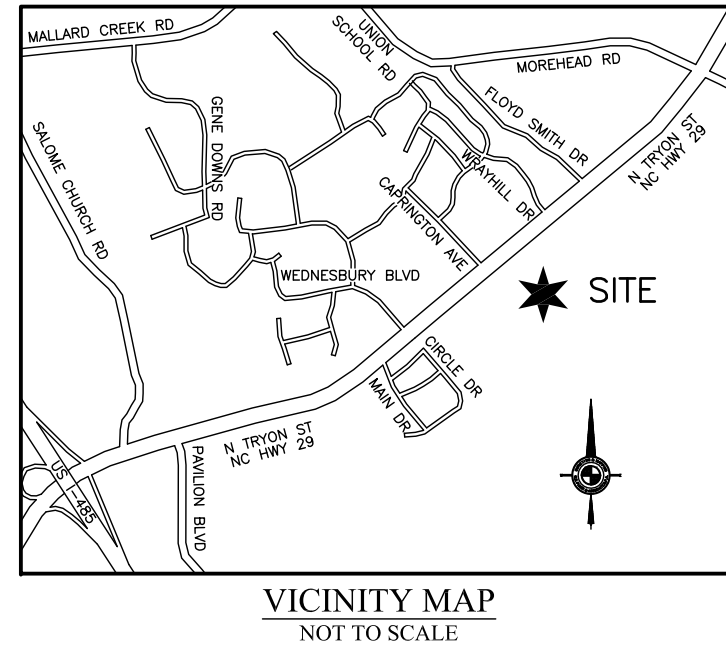 MALLARD CREEK RD
UNION
SCHOOL RD
MOREHEAD RD
FLOYD SMITH DR
N TRYON ST
NC HWY 29
GENE DOWNS RD
SALOME CHURCH RD
WRAYHILL DR
CAPRINGTON AVE
WEDNESBURY BLVD
SITE
CIRCLE DR
MAIN DR
N TRYON ST
NC HWY 29
PAVILION BLVD
US I-485
VICINITY MAP
NOT TO SCALE